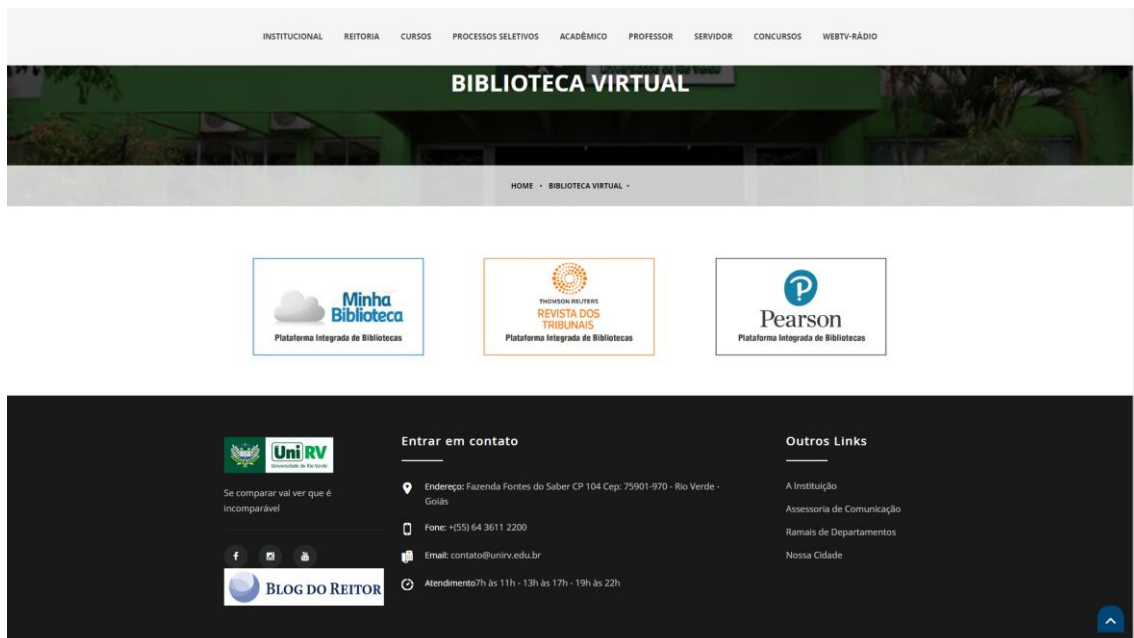 INSTITUCIONAL REITORIA CURSOS PROCESSOS SELETIVOS ACADÊMICO PROFESSOR SERVIDOR CONCURSOS WEBTV-RÁDIO
BIBLIOTECA VIRTUAL
HOME • BIBLIOTECA VIRTUAL •
Minha
Biblioteca
Plataforma Integrada de Bibliotecas
THOMSON REUTERS
REVISTA DOS
TRIBUNAIS
Plataforma Integrada de Bibliotecas
Pearson
Plataforma Integrada de Bibliotecas
UniRV
Universidade de Rio Verde
Se comparar vai ver que é
incomparável
BLOG DO REITOR
Entrar em contato
Endereço: Fazenda Fontes do Saber CP 104 Cep: 75901-970 - Rio Verde -
Goiás
Fone: +(55) 64 3611 2200
Email: contato@unirv.edu.br
Atendimento7h às 11h - 13h às 17h - 19h às 22h
Outros Links
A Instituição
Assessoria de Comunicação
Ramais de Departamentos
Nossa Cidade